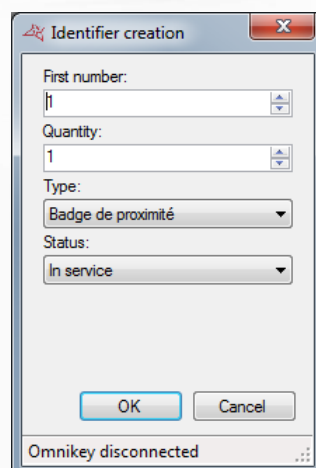 Identifier creation
First number:
1
Quantity:
1
Type:
Badge de proximité
Status:
In service
OK Cancel
Omnikey disconnected